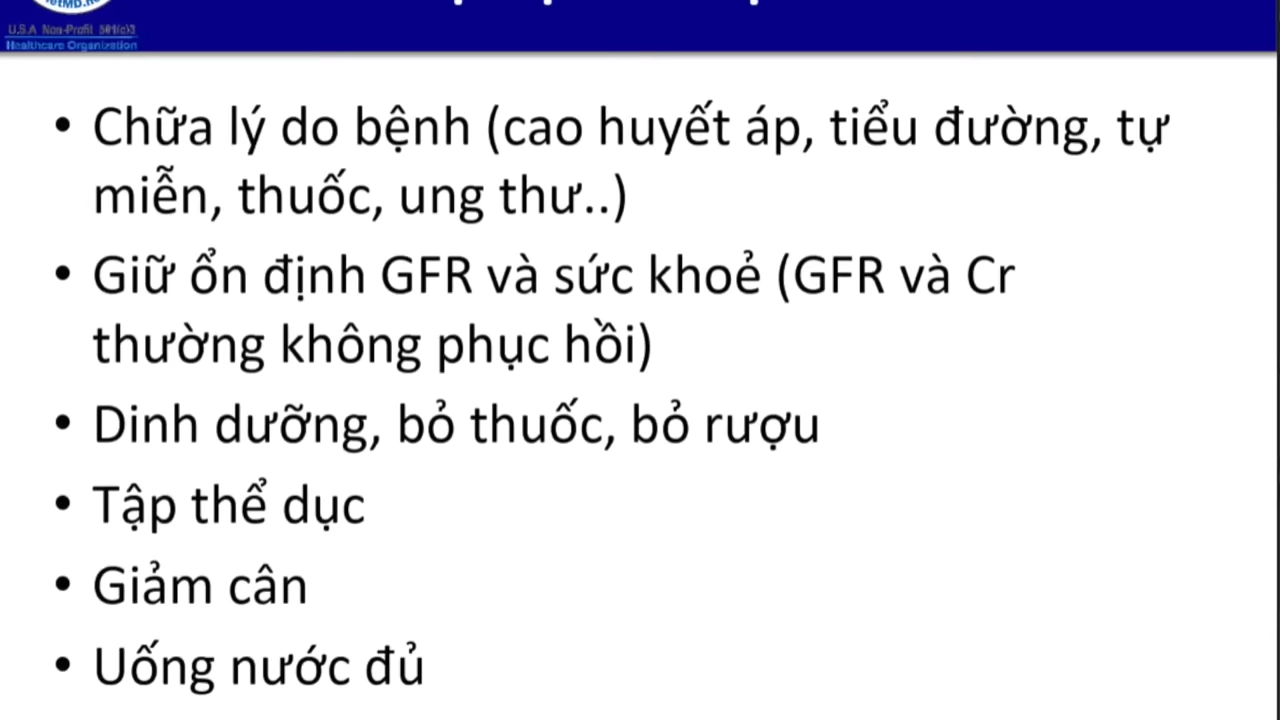 U.S.A Non-Profit 501(c)3
Healthcare Organization
• Chữa lý do bệnh (cao huyết áp, tiểu đường, tự
miễn, thuốc, ung thư..)
• Giữ ổn định GFR và sức khoẻ (GFR và Cr
thường không phục hồi)
• Dinh dưỡng, bỏ thuốc, bỏ rượu
• Tập thể dục
• Giảm cân
• Uống nước đủ